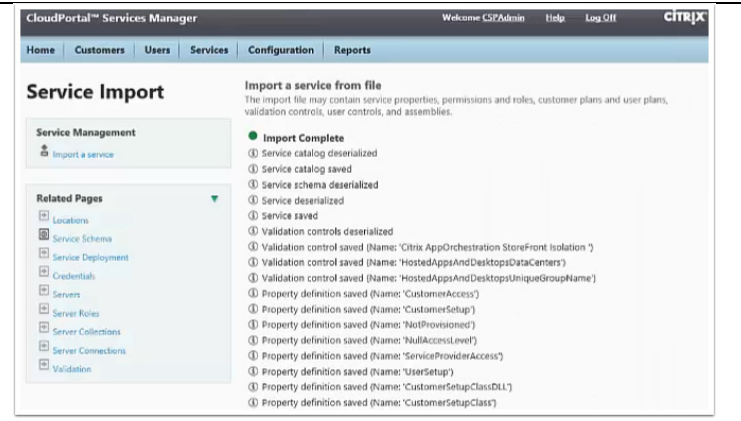 CloudPortal™ Services Manager
Welcome CSPAdmin Help Log Off CİTRIX
Home Customers Users Services Configuration Reports
Service Import
Service Management
Import a service
Related Pages
Locations
Service Schema
Service Deployment
Credentials
Servers
Server Roles
Server Collections
Server Connections
Validation
Import a service from file
The import file may contain service properties, permissions and roles, customer plans and user plans,
validation controls, user controls, and assemblies.
Import Complete
Service catalog deserialized
Service catalog saved
Service schema deserialized
Service deserialized
Service saved
Validation controls deserialized
Validation control saved (Name: 'Citrix AppOrchestration StoreFront Isolation ')
Validation control saved (Name: 'HostedAppsAndDesktopsDataCenters')
Validation control saved (Name: 'HostedAppsAndDesktopsUniqueGroupName')
Property definition saved (Name: 'CustomerAccess')
Property definition saved (Name: 'CustomerSetup')
Property definition saved (Name: 'NotProvisioned')
Property definition saved (Name: 'NullAccessLevel')
Property definition saved (Name: 'ServiceProviderAccess')
Property definition saved (Name: 'UserSetup')
Property definition saved (Name: 'CustomerSetupClassDLL')
Property definition saved (Name: 'CustomerSetupClass')